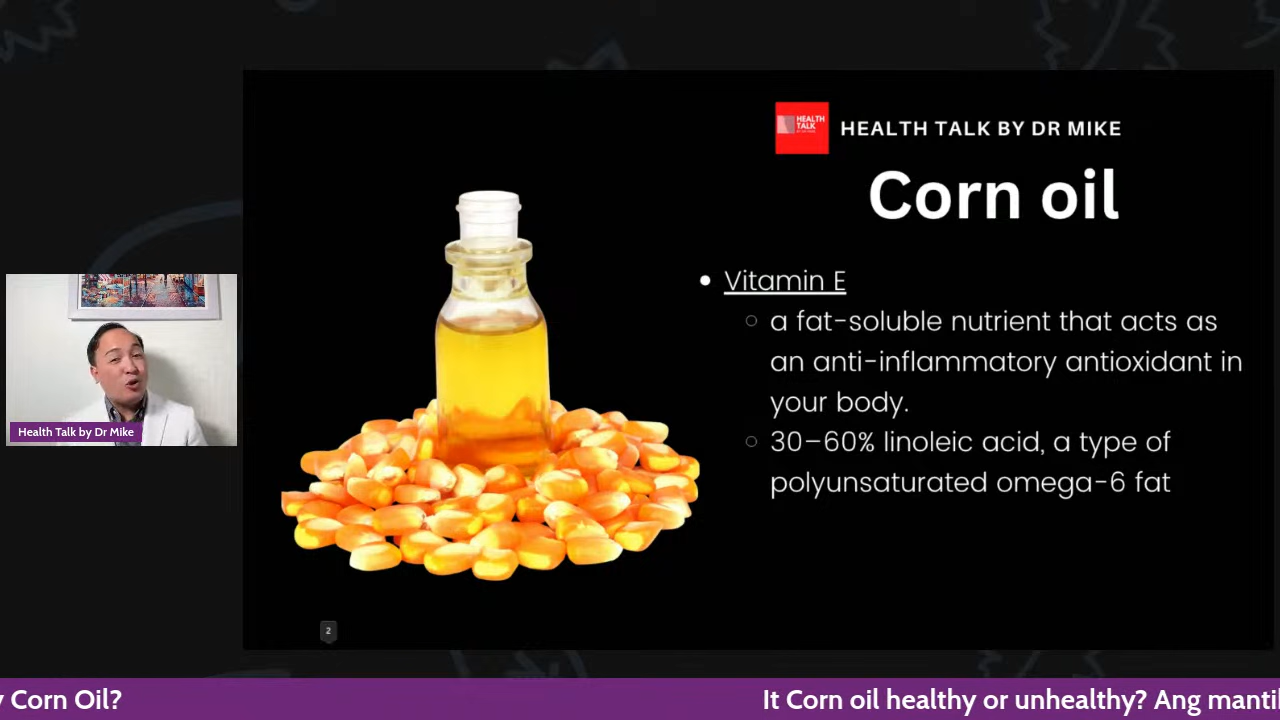 HEALTH
TALK
HEALTH TALK BY DR MIKE
Corn oil
Vitamin E
a fat-soluble nutrient that acts as
an anti-inflammatory antioxidant in
your body.
30–60% linoleic acid, a type of
polyunsaturated omega-6 fat
Health Talk by Dr Mike
2
Corn Oil?
It Corn oil healthy or unhealthy? Ang